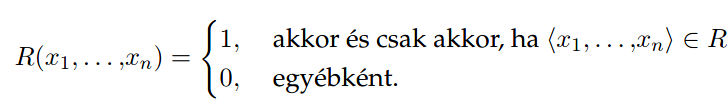 R(x₁, . . . ,xₙ) = { 1, akkor és csak akkor, ha ⟨x₁, . . . ,xₙ⟩ ∈ R
0, egyébként.